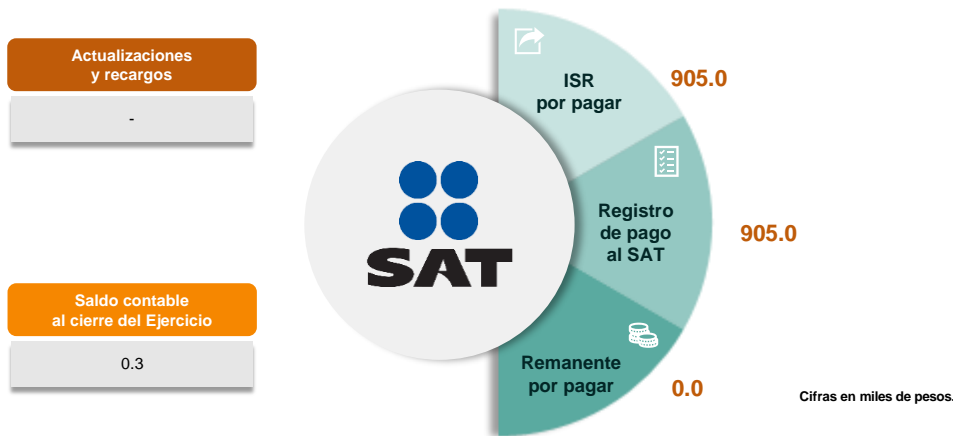 Actualizaciones
y recargos
-
Saldo contable
al cierre del Ejercicio
0.3
SAT
ISR
por pagar
905.0
Registro
de pago
al SAT
905.0
Remanente
por pagar
0.0
Cifras en miles de pesos.